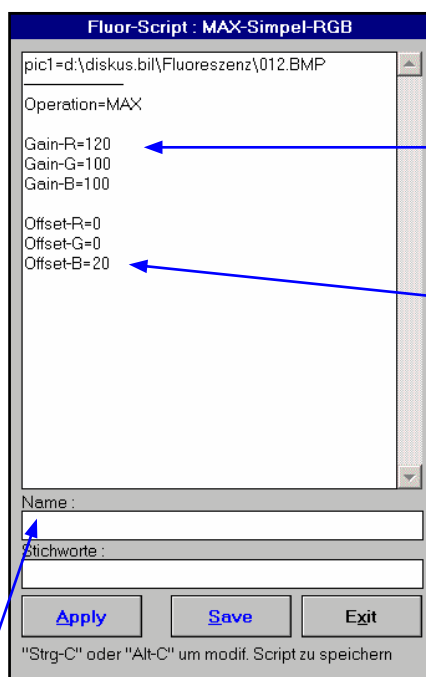 Fluor-Script : MAX-Simpel-RGB
pic1=d:\diskus.bil\Fluoreszenz\012.BMP
Operation=MAX
Gain-R=120
Gain-G=100
Gain-B=100
Offset-R=0
Offset-G=0
Offset-B=20
Name :
Stichworte :
Apply Save Exit
"Strg-C" oder "Alt-C" um modif. Script zu speichern